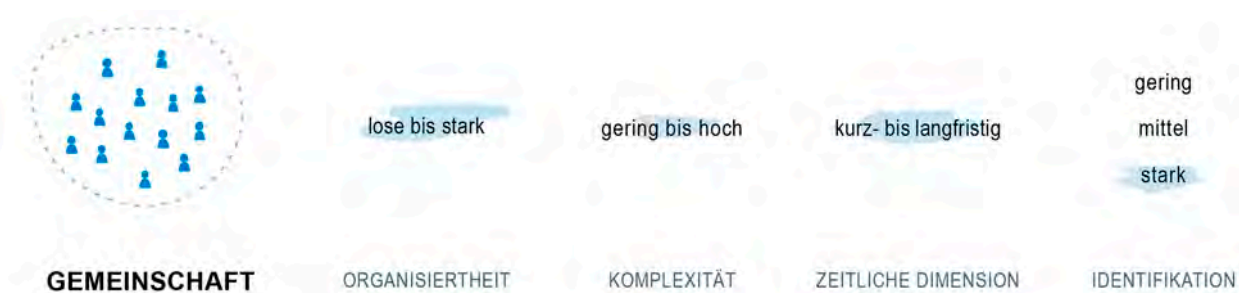 lose bis stark
gering bis hoch
kurz- bis langfristig
gering
mittel
stark
GEMEINSCHAFT
ORGANISIERTHEIT
KOMPLEXITÄT
ZEITLICHE DIMENSION
IDENTIFIKATION